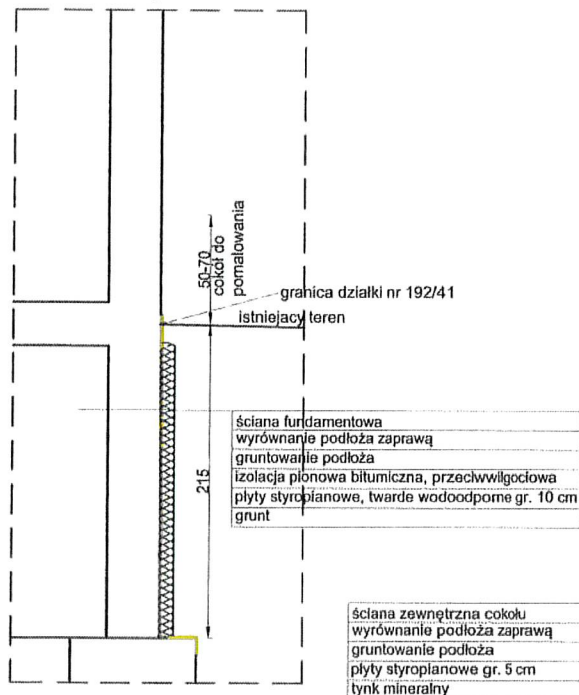 50-70
cokół do
pomalowania
granica działki nr 192/41
istniejacy teren
215
ściana fundamentowa
wyrównanie podłoża zaprawą
gruntowanie podłoża
izolacja pionowa bitumiczna, przeciwwilgociowa
płyty styropianowe, twarde wodoodporne gr. 10 cm
grunt
ściana zewnętrzna cokołu
wyrównanie podłoża zaprawą
gruntowanie podłoża
płyty styropianowe gr. 5 cm
tynk mineralny